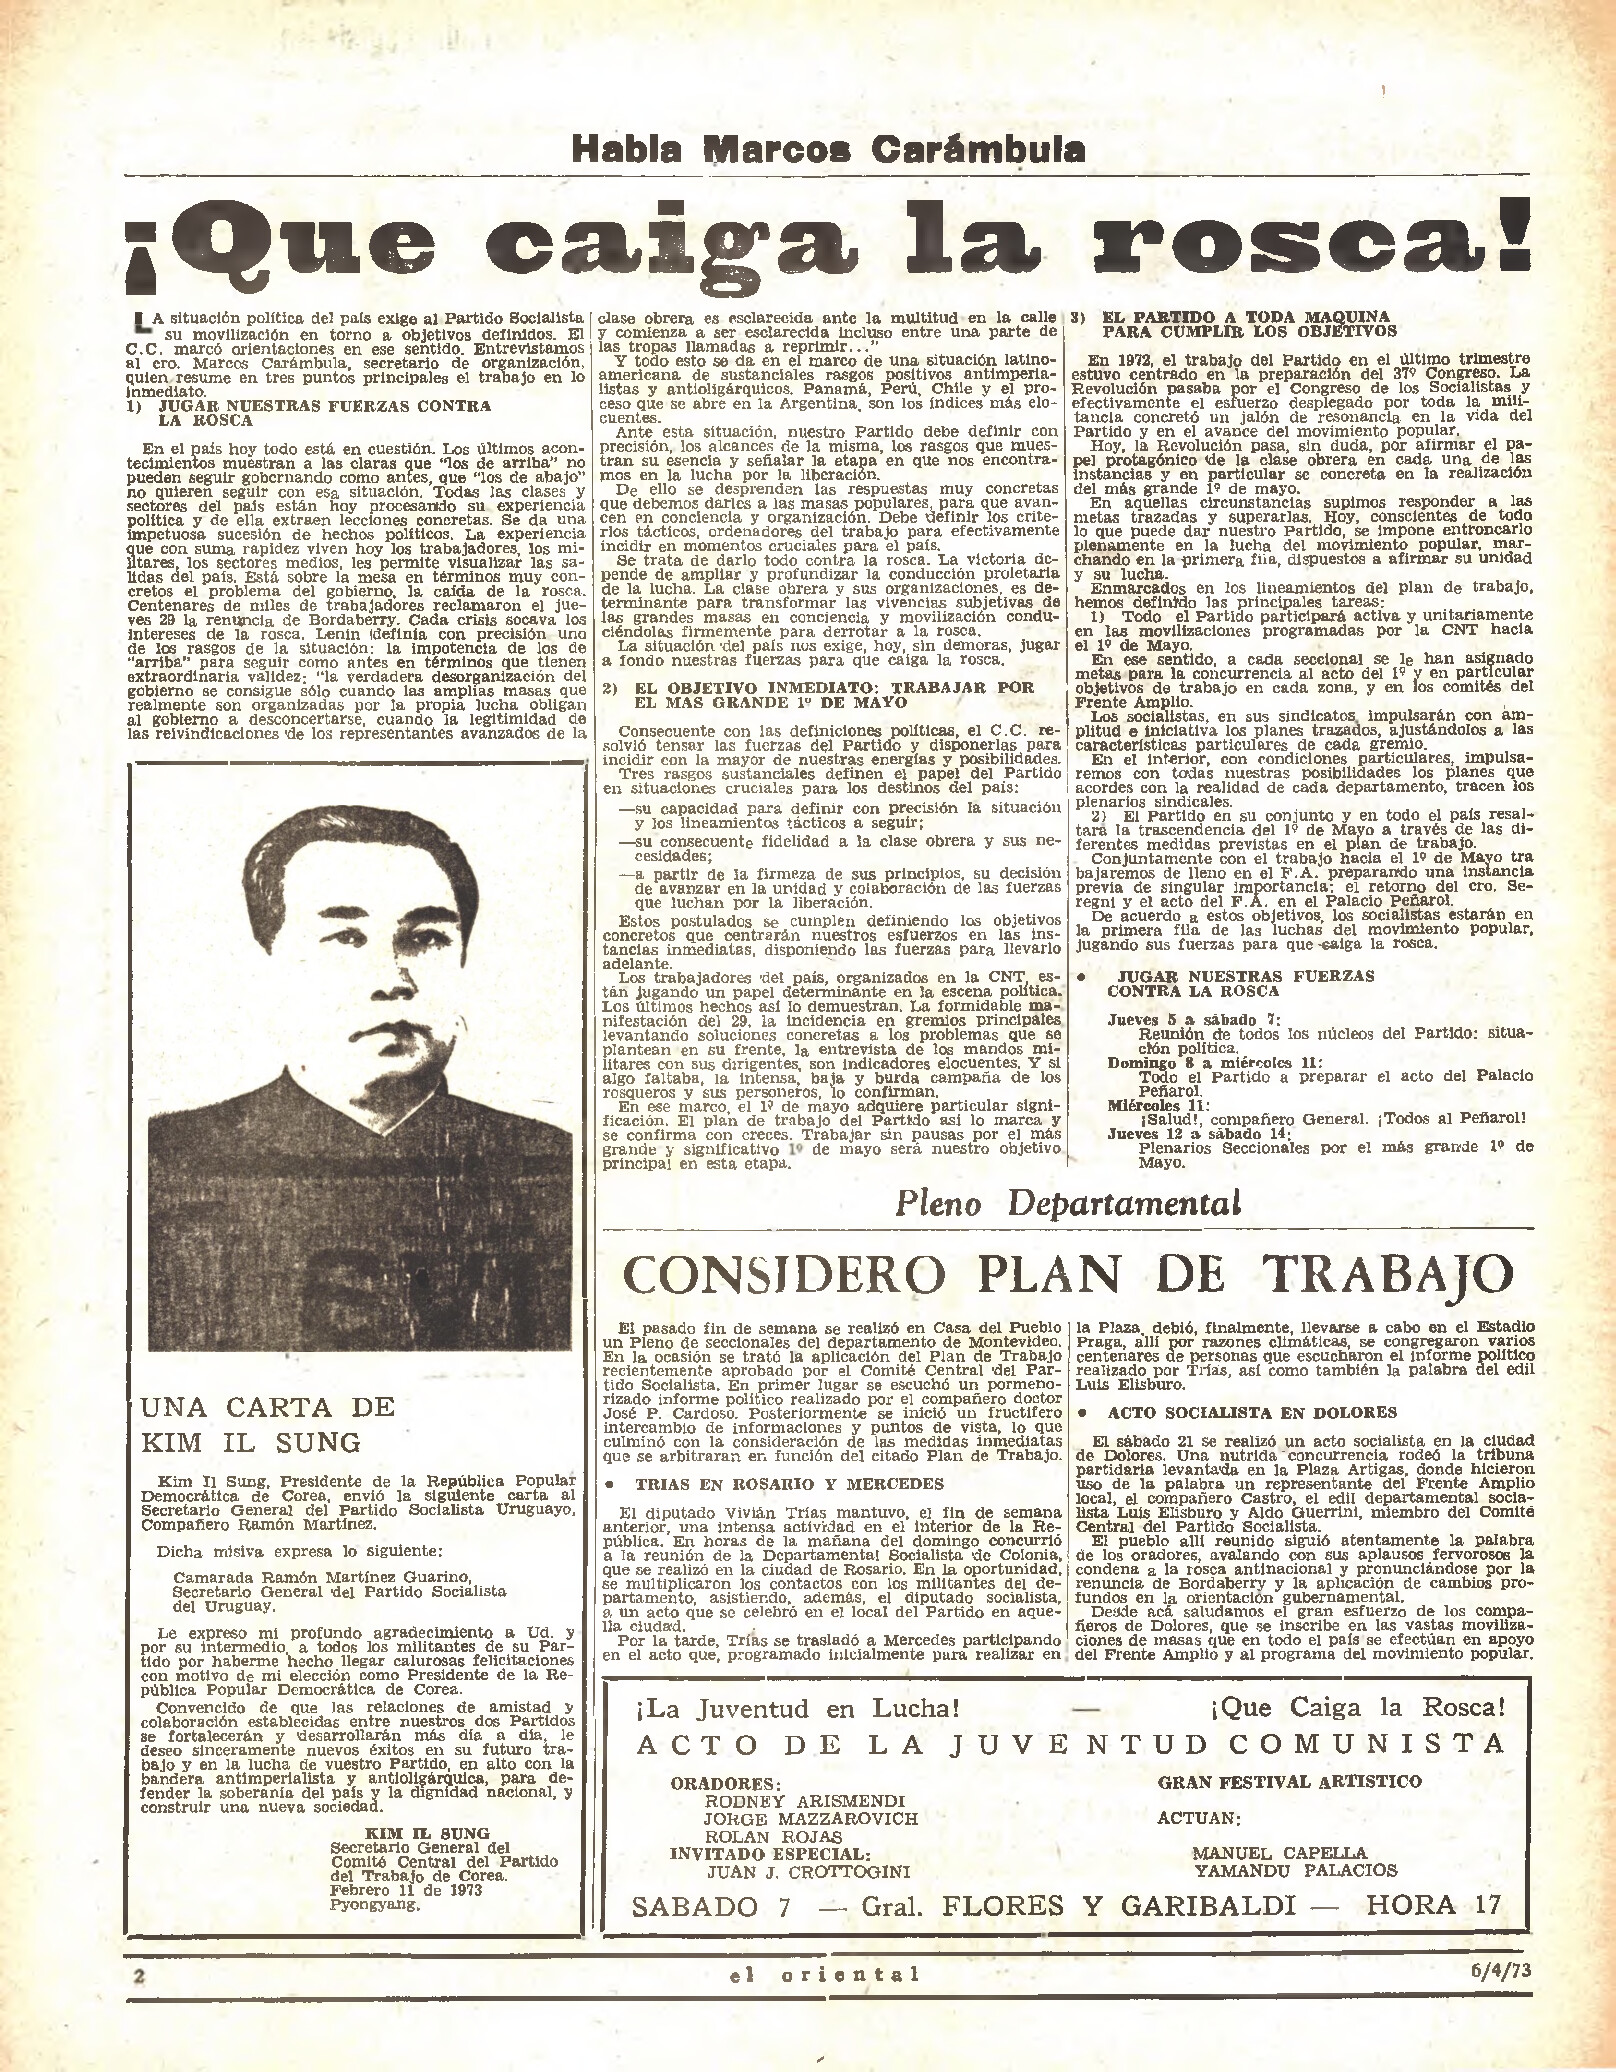 Habla Marcos Carámbula
¡Que caiga la rosca!
LA situación política del país exige al Partido Socialista
su movilización en torno a objetivos definidos. El
C.C. marcó orientaciones en ese sentido. Entrevistamos
al cro. Marcos Carámbula, secretario de organización,
quien resume en tres puntos principales el trabajo en lo
inmediato.
1) JUGAR NUESTRAS FUERZAS CONTRA
LA ROSCA
En el país hoy todo está en cuestión. Los últimos acon-
tecimientos muestran a las claras que "los de arriba" no
pueden seguir gobernando como antes, que "los de abajo"
no quieren seguir con esa situación. Todas las clases y
sectores del país están hoy procesando su experiencia
política y de ella extraen lecciones concretas. Se da una
impetuosa sucesión de hechos políticos. La experiencia
que con suma rapidez viven hoy los trabajadores, los mi-
litares, los sectores medios, les permite visualizar las sa-
lidas del país. Está sobre la mesa en términos muy con-
cretos el problema del gobierno, la caída de la rosca.
Centenares de miles de trabajadores reclamaron el jue-
ves 29 la renuncia de Bordaberry. Cada crisis socava los
intereses de la rosca. Lenin definía con precisión uno
de los rasgos de la situación: la impotencia de los de
"arriba" para seguir como antes en términos que tienen
extraordinaria validez: "la verdadera desorganización del
gobierno se consigue sólo cuando las amplias masas que
realmente son organizadas por la propia lucha obligan
al gobierno a desconcertarse, cuando la legitimidad de
las reivindicaciones de los representantes avanzados de la
clase obrera es esclarecida ante la multitud en la calle
y comienza a ser esclarecida incluso entre una parte de
las tropas llamadas a reprimir..."
Y todo esto se da en el marco de una situación latino-
americana de sustanciales rasgos positivos antimperia-
listas y antioligárquicos. Panamá, Perú, Chile y el pro-
ceso que se abre en la Argentina, son los índices más elo-
cuentes.
Ante esta situación, nuestro Partido debe definir con
precisión, los alcances de la misma, los rasgos que mues-
tran su esencia y señalar la etapa en que nos encontra-
mos en la lucha por la liberación.
De ello se desprenden las respuestas muy concretas
que debemos darles a las masas populares, para que avan-
cen en conciencia y organización. Debe definir los crite-
rios tácticos, ordenadores del trabajo para efectivamente
incidir en momentos cruciales para el país.
Se trata de darlo todo contra la rosca. La victoria de-
pende de ampliar y profundizar la conducción proletaria
de la lucha. La clase obrera y sus organizaciones, es de-
terminante para transformar las vivencias subjetivas de
las grandes masas en conciencia y movilización condu-
ciéndolas firmemente para derrotar a la rosca.
La situación del país nos exige, hoy, sin demoras, jugar
a fondo nuestras fuerzas para que caiga la rosca.
2) EL OBJETIVO INMEDIATO: TRABAJAR POR
EL MAS GRANDE 1º DE MAYO
Consecuente con las definiciones políticas, el C.C. re-
solvió tensar las fuerzas del Partido y disponerlas para
incidir con la mayor de nuestras energías y posibilidades.
Tres rasgos sustanciales definen el papel del Partido
en situaciones cruciales para los destinos del país:
—su capacidad para definir con precisión la situación
y los lineamientos tácticos a seguir;
—su consecuente fidelidad a la clase obrera y sus ne-
cesidades;
—a partir de la firmeza de sus principios, su decisión
de avanzar en la unidad y colaboración de las fuerzas
que luchan por la liberación.
Estos postulados se cumplen definiendo los objetivos
concretos que centrarán nuestros esfuerzos en las ins-
tancias inmediatas, disponiendo las fuerzas para llevarlo
adelante.
Los trabajadores del país, organizados en la CNT, es-
tán jugando un papel determinante en la escena política.
Los últimos hechos así lo demuestran. La formidable ma-
nifestación del 29, la incidencia en gremios principales
levantando soluciones concretas a los problemas que se
plantean en su frente, la entrevista de los mandos mi-
litares con sus dirigentes, son indicadores elocuentes. Y si
algo faltaba, la intensa, baja y burda campaña de los
rosqueros y sus personeros, lo confirman.
En ese marco, el 1º de mayo adquiere particular signi-
ficación. El plan de trabajo del Partido así lo marca y
se confirma con creces. Trabajar sin pausas por el más
grande y significativo 1º de mayo será nuestro objetivo
principal en esta etapa.
3) EL PARTIDO A TODA MAQUINA
PARA CUMPLIR LOS OBJETIVOS
En 1972, el trabajo del Partido en el último trimestre
estuvo centrado en la preparación del 37º Congreso. La
Revolución pasaba por el Congreso de los Socialistas y
efectivamente el esfuerzo desplegado por toda la mili-
tancia concretó un jalón de resonancia en la vida del
Partido y en el avance del movimiento popular.
Hoy, la Revolución pasa, sin duda, por afirmar el pa-
pel protagónico de la clase obrera en cada una de las
instancias y en particular se concreta en la realización
del más grande 1º de mayo.
En aquellas circunstancias supimos responder a las
metas trazadas y superarlas. Hoy, conscientes de todo
lo que puede dar nuestro Partido, se impone entroncarlo
plenamente en la lucha del movimiento popular, mar-
chando en la primera fila, dispuestos a afirmar su unidad
y su lucha.
Enmarcados en los lineamientos del plan de trabajo,
hemos definido las principales tareas:
1) Todo el Partido participará activa y unitariamente
en las movilizaciones programadas por la CNT hacia
el 1º de Mayo.
En ese sentido, a cada seccional se le han asignado
metas para la concurrencia al acto del 1º y en particular
objetivos de trabajo en cada zona, y en los comités del
Frente Amplio.
Los socialistas, en sus sindicatos, impulsarán con am-
plitud e iniciativa los planes trazados, ajustándolos a las
características particulares de cada gremio.
En el interior, con condiciones particulares, impulsa-
remos con todas nuestras posibilidades los planes que
acordes con la realidad de cada departamento, tracen los
plenarios sindicales.
2) El Partido en su conjunto y en todo el país resal-
tará la trascendencia del 1º de Mayo a través de las di-
ferentes medidas previstas en el plan de trabajo.
Conjuntamente con el trabajo hacia el 1º de Mayo tra
bajaremos de lleno en el F.A. preparando una instancia
previa de singular importancia: el retorno del cro. Se-
regni y el acto del F.A. en el Palacio Peñarol.
De acuerdo a estos objetivos, los socialistas estarán en
la primera fila de las luchas del movimiento popular,
jugando sus fuerzas para que caiga la rosca.
• JUGAR NUESTRAS FUERZAS
CONTRA LA ROSCA
Jueves 5 a sábado 7:
Reunión de todos los núcleos del Partido: situa-
ción política.
Domingo 8 a miércoles 11:
Todo el Partido a preparar el acto del Palacio
Peñarol.
Miércoles 11:
¡Salud!, compañero General. ¡Todos al Peñarol!
Jueves 12 a sábado 14:
Plenarios Seccionales por el más grande 1º de
Mayo.
UNA CARTA DE
KIM IL SUNG
Kim Il Sung, Presidente de la República Popular
Democrática de Corea, envió la siguiente carta al
Secretario General del Partido Socialista Uruguayo,
Compañero Ramón Martínez.
Dicha misiva expresa lo siguiente:
Camarada Ramón Martínez Guarino,
Secretario General del Partido Socialista
del Uruguay.
Le expreso mi profundo agradecimiento a Ud. y
por su intermedio, a todos los militantes de su Par-
tido por haberme hecho llegar calurosas felicitaciones
con motivo de mi elección como Presidente de la Re-
pública Popular Democrática de Corea.
Convencido de que las relaciones de amistad y
colaboración establecidas entre nuestros dos Partidos
se fortalecerán y desarrollarán más día a día, le
deseo sinceramente nuevos éxitos en su futuro tra-
bajo y en la lucha de vuestro Partido, en alto con la
bandera antimperialista y antioligárquica, para de-
fender la soberanía del país y la dignidad nacional, y
construir una nueva sociedad.
KIM IL SUNG
Secretario General del
Comité Central del Partido
del Trabajo de Corea.
Febrero 11 de 1973
Pyongyang.
Pleno Departamental
CONSIDERO PLAN DE TRABAJO
El pasado fin de semana se realizó en Casa del Pueblo
un Pleno de seccionales del departamento de Montevideo.
En la ocasión se trató la aplicación del Plan de Trabajo
recientemente aprobado por el Comité Central del Par-
tido Socialista. En primer lugar se escuchó un pormeno-
rizado informe político realizado por el compañero doctor
José P. Cardoso. Posteriormente se inició un fructífero
intercambio de informaciones y puntos de vista, lo que
culminó con la consideración de las medidas inmediatas
que se arbitraran en función del citado Plan de Trabajo.
• TRIAS EN ROSARIO Y MERCEDES
El diputado Vivián Trías mantuvo, el fin de semana
anterior, una intensa actividad en el interior de la Re-
pública. En horas de la mañana del domingo concurrió
a la reunión de la Departamental Socialista de Colonia,
que se realizó en la ciudad de Rosario. En la oportunidad,
se multiplicaron los contactos con los militantes del de-
partamento, asistiendo, además, el diputado socialista,
a un acto que se celebró en el local del Partido en aque-
lla ciudad.
Por la tarde, Trías se trasladó a Mercedes participando
en el acto que, programado inicialmente para realizar en
la Plaza, debió, finalmente, llevarse a cabo en el Estadio
Praga, allí por razones climáticas, se congregaron varios
centenares de personas que escucharon el informe político
realizado por Trías, así como también la palabra del edil
Luis Elisburo.
• ACTO SOCIALISTA EN DOLORES
El sábado 21 se realizó un acto socialista en la ciudad
de Dolores. Una nutrida concurrencia rodeó la tribuna
partidaria levantada en la Plaza Artigas, donde hicieron
uso de la palabra un representante del Frente Amplio
local, el compañero Castro, el edil departamental socia-
lista Luis Elisburo y Aldo Guerrini, miembro del Comité
Central del Partido Socialista.
El pueblo allí reunido siguió atentamente la palabra
de los oradores, avalando con sus aplausos fervorosos la
condena a la rosca antinacional y pronunciándose por la
renuncia de Bordaberry y la aplicación de cambios pro-
fundos en la orientación gubernamental.
Desde acá saludamos el gran esfuerzo de los compa-
ñeros de Dolores, que se inscribe en las vastas moviliza-
ciones de masas que en todo el país se efectúan en apoyo
del Frente Amplio y al programa del movimiento popular.
¡La Juventud en Lucha! — ¡Que Caiga la Rosca!
ACTO DE LA JUVENTUD COMUNISTA
ORADORES:
RODNEY ARISMENDI
JORGE MAZZAROVICH
ROLAN ROJAS
INVITADO ESPECIAL:
JUAN J. CROTTOGINI
GRAN FESTIVAL ARTISTICO
ACTUAN:
MANUEL CAPELLA
YAMANDU PALACIOS
SABADO 7 — Gral. FLORES Y GARIBALDI — HORA 17
2
el oriental
6/4/73